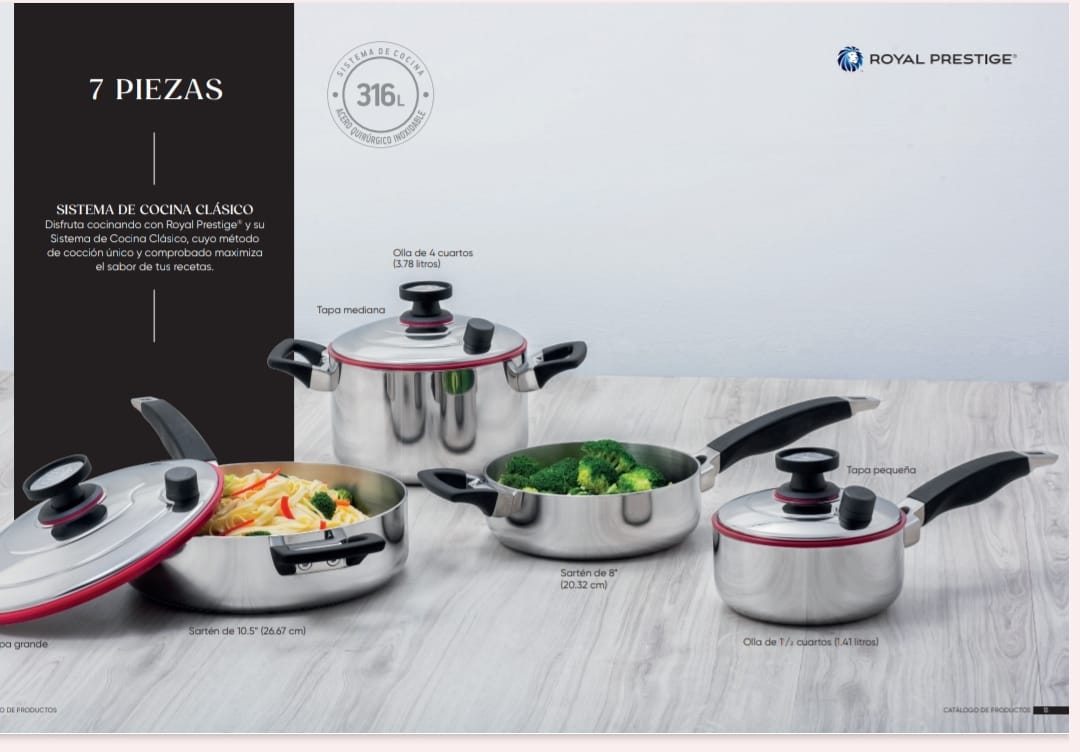 7 PIEZAS
SISTEMA DE COCINA CLÁSICO
Disfruta cocinando con Royal Prestige® y su
Sistema de Cocina Clásico, cuyo método
de cocción único y comprobado maximiza
el sabor de tus recetas.
SISTEMA DE COCINA
316L
ACERO QUIRÚRGICO INOXIDABLE
ROYAL PRESTIGE®
Olla de 4 cuartos
(3.78 litros)
Tapa mediana
Tapa pequeña
Sartén de 8"
(20.32 cm)
Sartén de 10.5" (26.67 cm)
pa grande
Olla de 1½ cuartos (1.41 litros)
O DE PRODUCTOS
CATÁLOGO DE PRODUCTOS